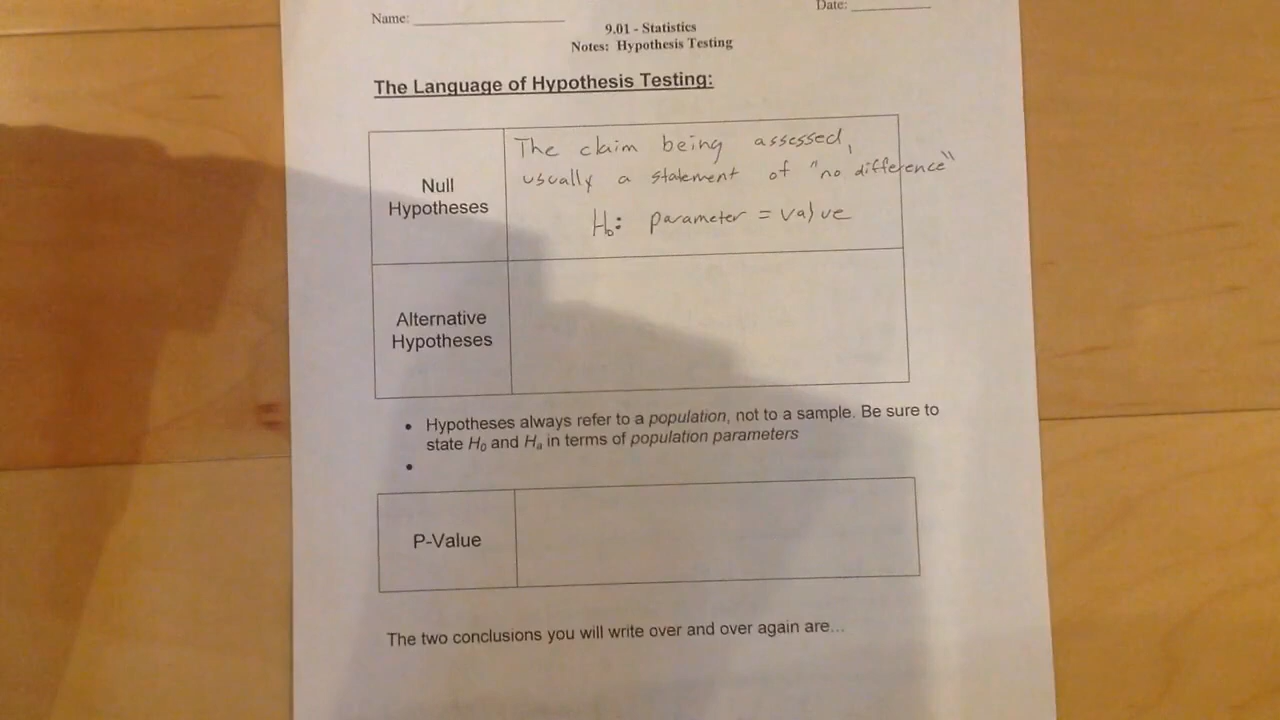 Name: _______________ Date: ________
9.01 - Statistics
Notes: Hypothesis Testing
The Language of Hypothesis Testing:
Null
Hypotheses
The claim being assessed,
usually a statement of "no difference"
H₀: parameter = value
Alternative
Hypotheses
• Hypotheses always refer to a population, not to a sample. Be sure to
state H₀ and Hₐ in terms of population parameters
•
P-Value
The two conclusions you will write over and over again are...